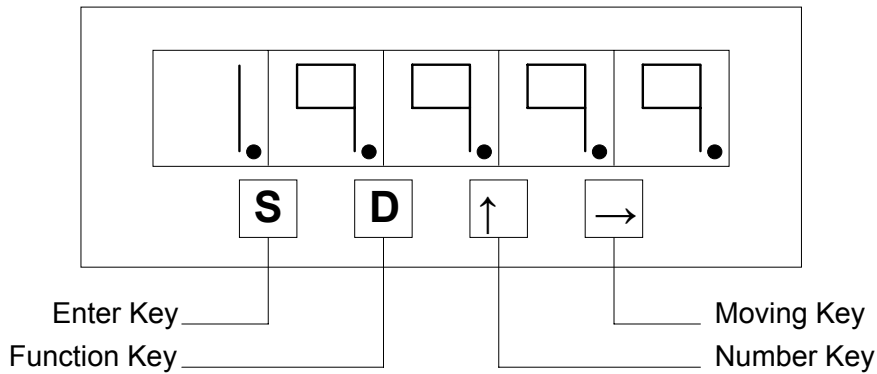 1.9.9.9.9.
S D ↑ →
Enter Key Moving Key
Function Key Number Key